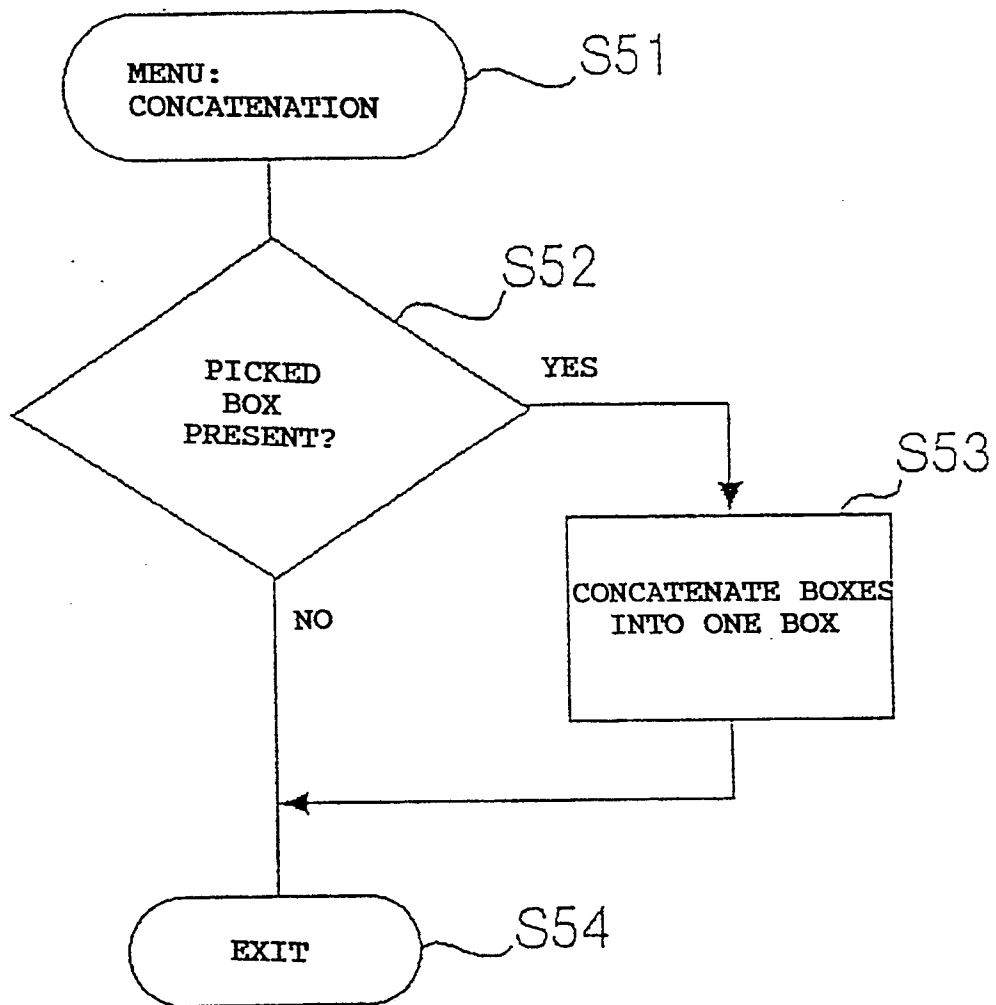 MENU:
CONCATENATION
S51
S52
PICKED
BOX
PRESENT?
YES
S53
CONCATENATE BOXES
INTO ONE BOX
NO
EXIT
S54